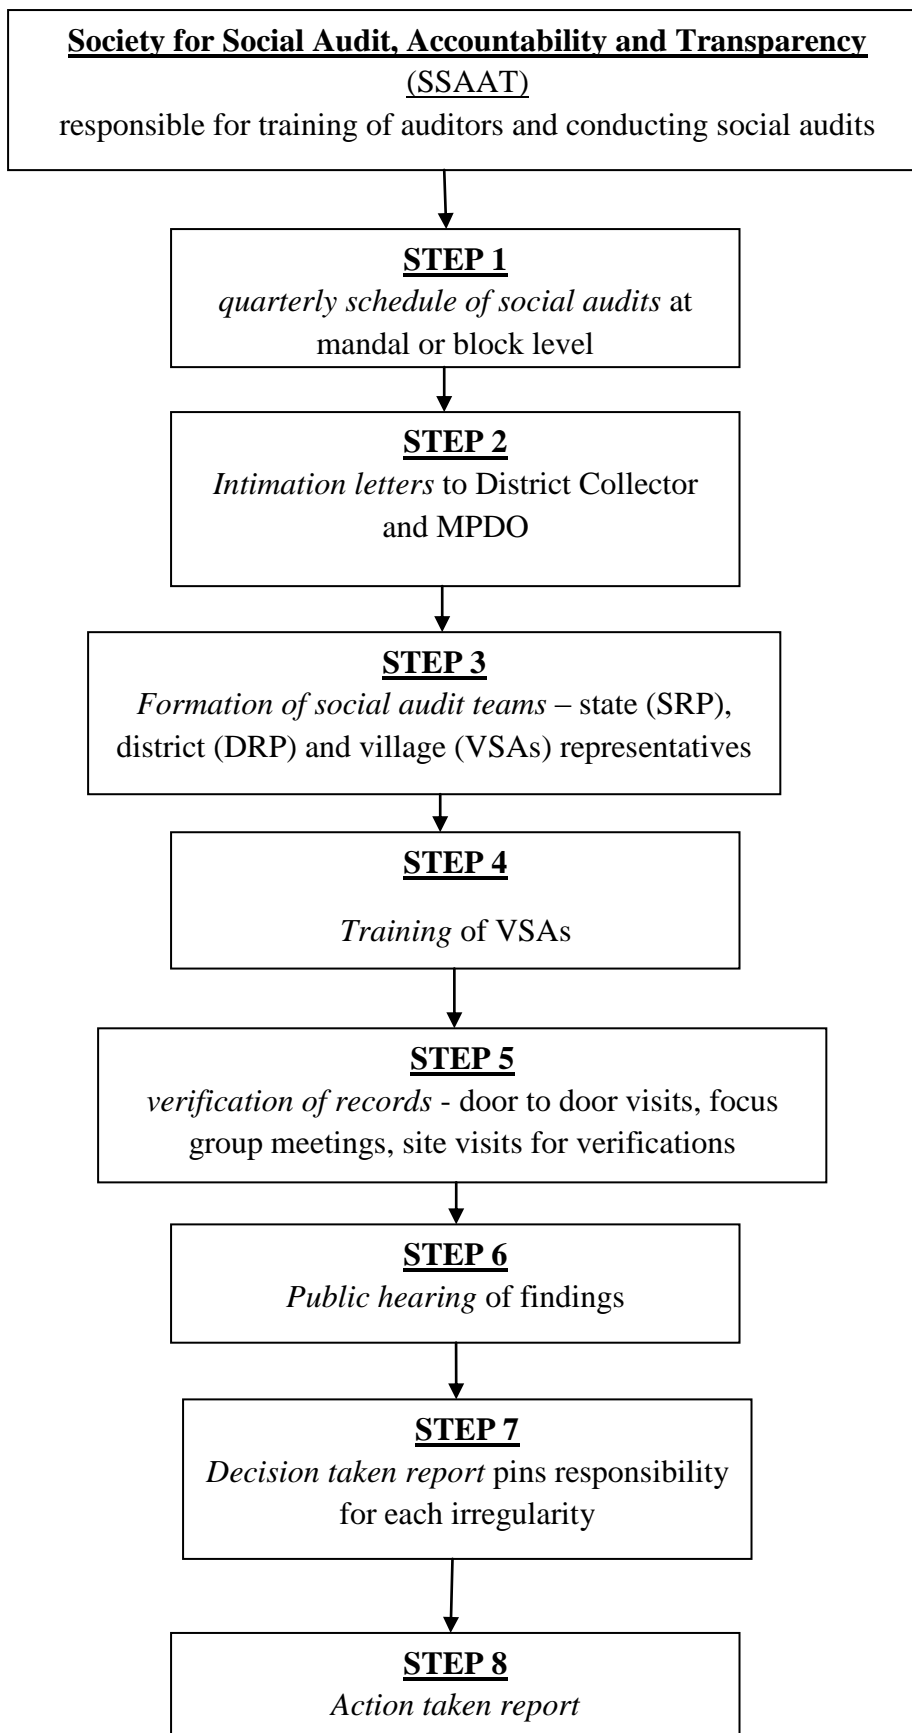 Society for Social Audit, Accountability and Transparency
(SSAAT)
responsible for training of auditors and conducting social audits
STEP 1
quarterly schedule of social audits at
mandal or block level
STEP 2
Intimation letters to District Collector
and MPDO
STEP 3
Formation of social audit teams – state (SRP),
district (DRP) and village (VSAs) representatives
STEP 4
Training of VSAs
STEP 5
verification of records - door to door visits, focus
group meetings, site visits for verifications
STEP 6
Public hearing of findings
STEP 7
Decision taken report pins responsibility
for each irregularity
STEP 8
Action taken report